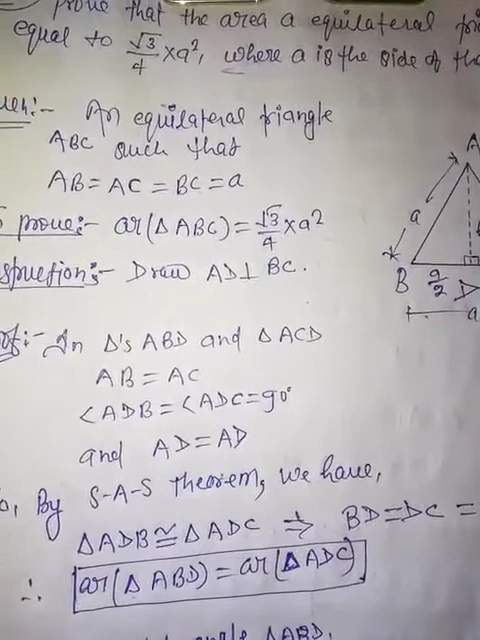 prove that the area a equilateral
equal to √3/4 × a², where a is the side of
:- An equilateral triangle
ABC such that
AB = AC = BC = a
prove:- ar(ΔABC) = √3/4 × a²
:- Draw AD ⊥ BC.
:- In Δ's ABD and ΔACD
AB = AC
∠ADB = ∠ADC = 90°
and AD = AD
By S-A-S Theorem, we have,
ΔADB ≅ ΔADC ⇒ BD = DC =
∴ ar(ΔABD) = ar(ΔADC)
ΔABD,
A
a
B a/2 D
a